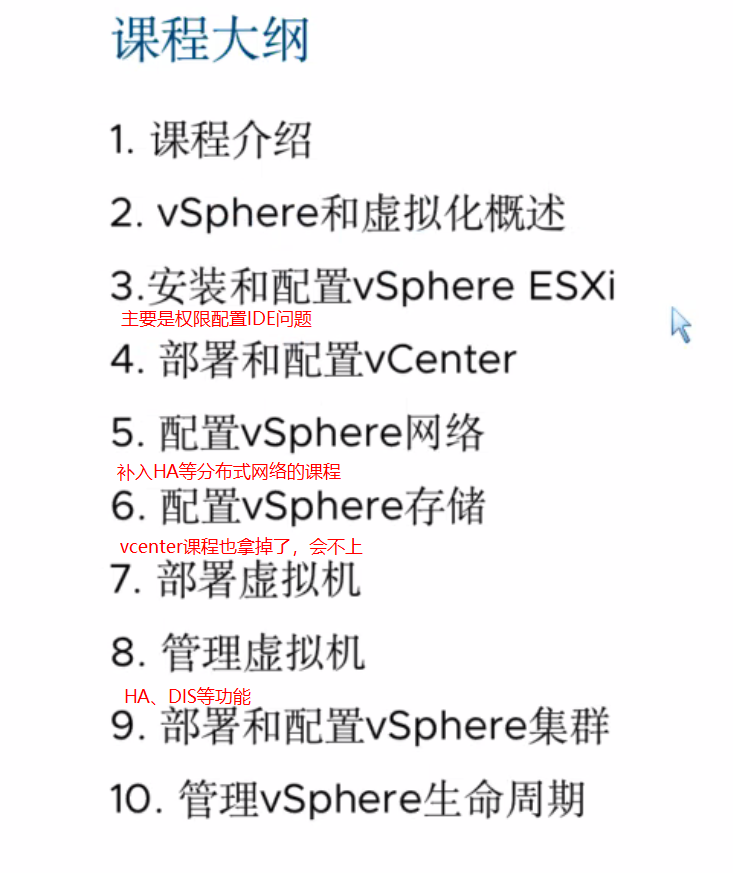 课程大纲
1. 课程介绍
2. vSphere和虚拟化概述
3.安装和配置vSphere ESXi
主要是权限配置IDE问题
4. 部署和配置vCenter
5. 配置vSphere网络
补入HA等分布式网络的课程
6. 配置vSphere存储
vcenter课程也拿掉了，会不上
7. 部署虚拟机
8. 管理虚拟机
HA、DIS等功能
9. 部署和配置vSphere集群
10. 管理vSphere生命周期